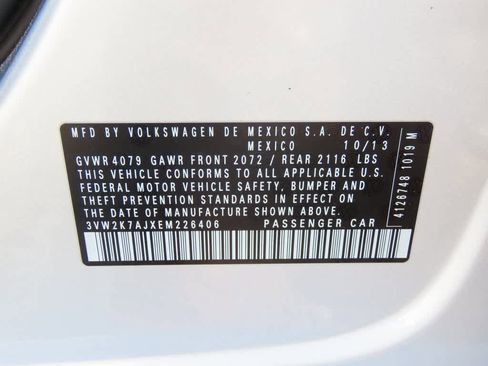 MFD BY VOLKSWAGEN DE MEXICO S.A. DE C.V.
MEXICO 10/13
GVWR 4079 GAWR FRONT 2072 / REAR 2116 LBS
THIS VEHICLE CONFORMS TO ALL APPLICABLE U.S.
FEDERAL MOTOR VEHICLE SAFETY, BUMPER AND
THEFT PREVENTION STANDARDS IN EFFECT
ON THE DATE OF MANUFACTURE SHOWN ABOVE.
3VW2K7AJXEM226406 PASSENGER CAR
4126748 1019 M